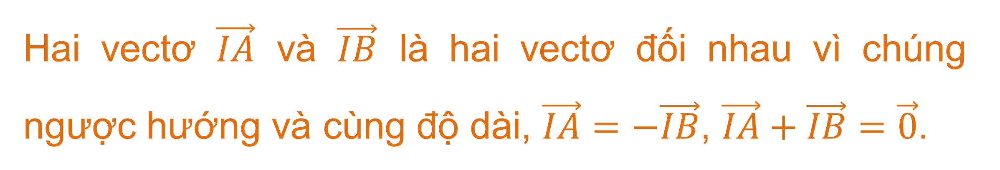 Hai vectơ $\overrightarrow{IA}$ và $\overrightarrow{IB}$ là hai vectơ đối nhau vì chúng
ngược hướng và cùng độ dài, $\overrightarrow{IA} = -\overrightarrow{IB}$, $\overrightarrow{IA} + \overrightarrow{IB} = \overrightarrow{0}$.